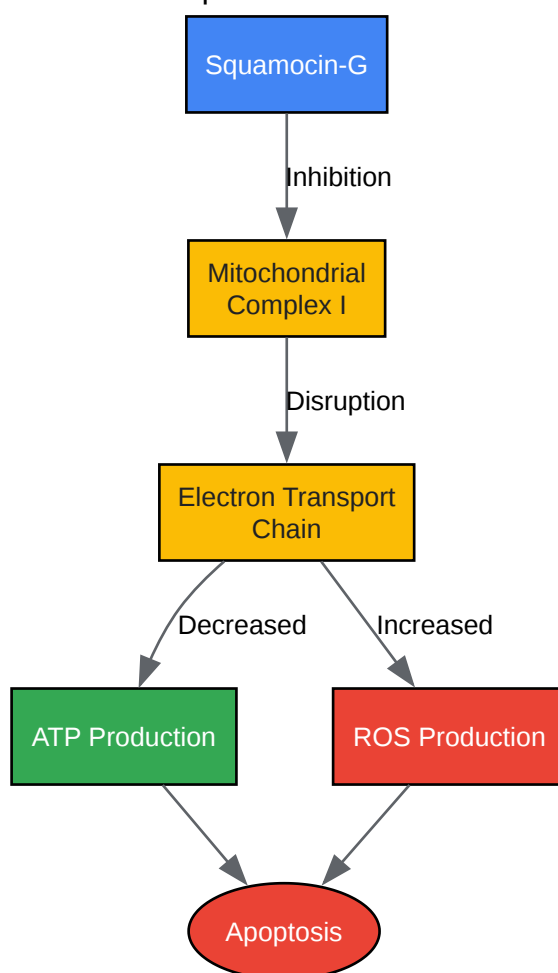 Squamocin-G
Inhibition
Mitochondrial
Complex I
Disruption
Electron Transport
Chain
Decreased
Increased
ATP Production
ROS Production
Apoptosis